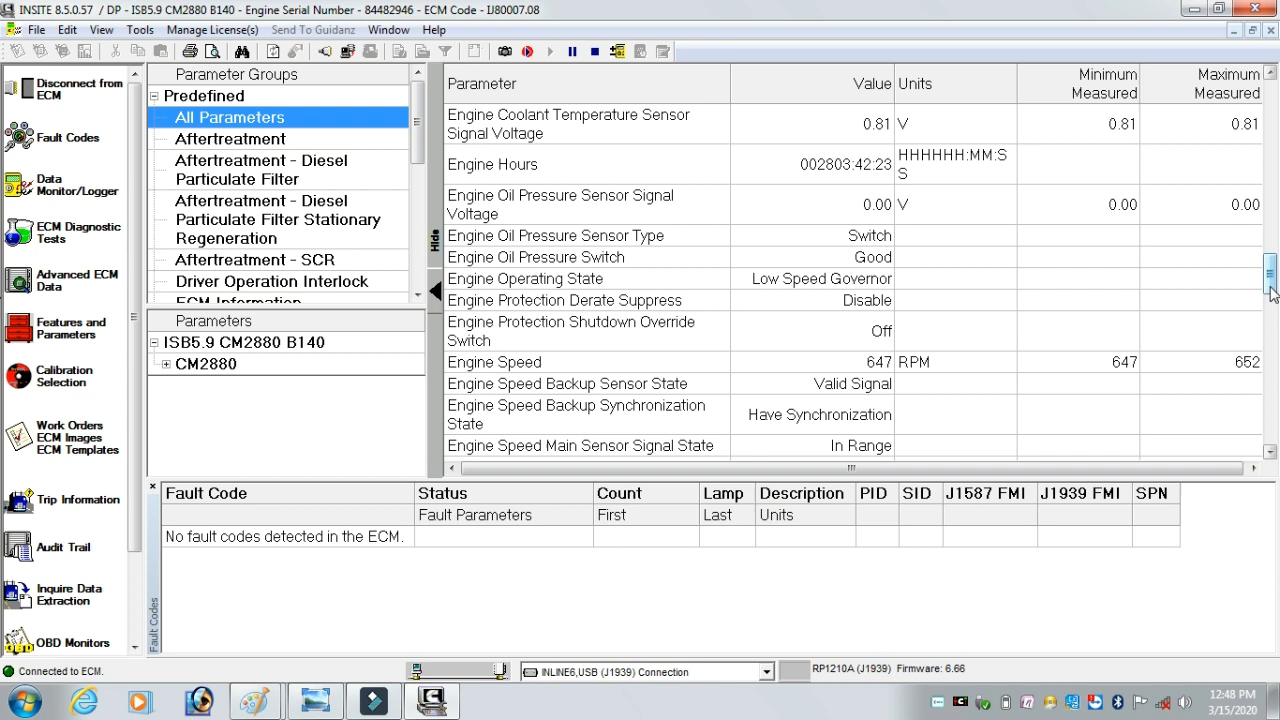 INSITE 8.5.0.57 / DP - ISB5.9 CM2880 B140 - Engine Serial Number - 84482946 - ECM Code - IJ80007.08
File Edit View Tools Manage License(s) Send To Guidanz Window Help
Disconnect from
ECM
Fault Codes
Data
Monitor/Logger
ECM Diagnostic
Tests
Advanced ECM
Data
Features and
Parameters
Calibration
Selection
Work Orders
ECM Images
ECM Templates
Trip Information
Audit Trail
Inquire Data
Extraction
OBD Monitors
Parameter Groups
Predefined
All Parameters
Aftertreatment
Aftertreatment - Diesel
Particulate Filter
Aftertreatment - Diesel
Particulate Filter Stationary
Regeneration
Aftertreatment - SCR
Driver Operation Interlock
ECM Information
Parameters
ISB5.9 CM2880 B140
CM2880
Hide
Parameter Value Units Minimum Measured Maximum Measured
Engine Coolant Temperature Sensor
Signal Voltage 0.81 V 0.81 0.81
Engine Hours 002803:42:23 HHHHHH:MM:S
S
Engine Oil Pressure Sensor Signal
Voltage 0.00 V 0.00 0.00
Engine Oil Pressure Sensor Type Switch
Engine Oil Pressure Switch Good
Engine Operating State Low Speed Governor
Engine Protection Derate Suppress Disable
Engine Protection Shutdown Override
Switch Off
Engine Speed 647 RPM 647 652
Engine Speed Backup Sensor State Valid Signal
Engine Speed Backup Synchronization
State Have Synchronization
Engine Speed Main Sensor Signal State In Range
Fault Code Status Count Lamp Description PID SID J1587 FMI J1939 FMI SPN
Fault Parameters First Last Units
No fault codes detected in the ECM.
Fault Codes
Connected to ECM.
INLINE6,USB (J1939) Connection
RP1210A (J1939) Firmware: 6.66
12:48 PM
3/15/2020